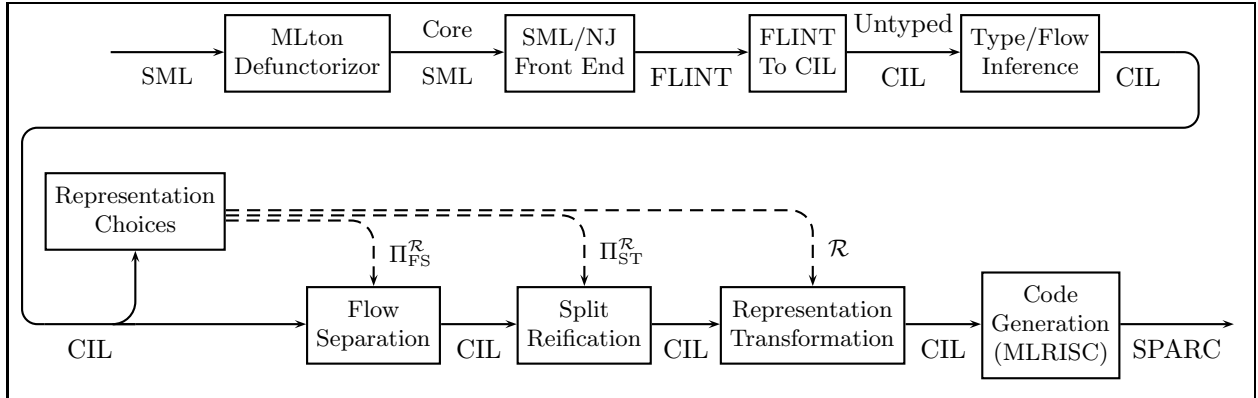 MLton
Defunctorizor
SML
Core
SML
SML/NJ
Front End
FLINT
FLINT
To CIL
Untyped
CIL
Type/Flow
Inference
CIL
Representation
Choices
Π^R_FS
Π^R_ST
R
CIL
Flow
Separation
CIL
Split
Reification
CIL
Representation
Transformation
CIL
Code
Generation
(MLRISC)
SPARC